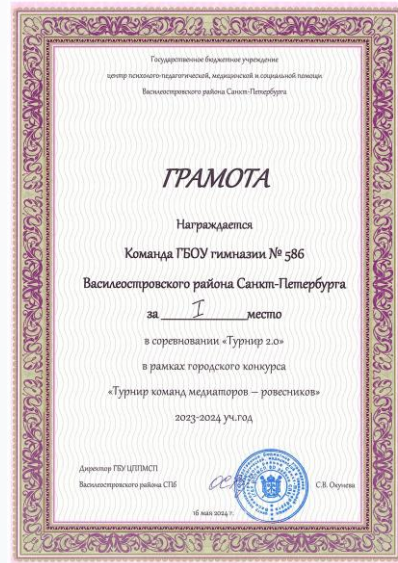 Государственное бюджетное учреждение
центр психолого-педагогической, медицинской и социальной помощи
Василеостровского района Санкт-Петербурга
ГРАМОТА
Награждается
Команда ГБОУ гимназии № 586
Василеостровского района Санкт-Петербурга
за I место
в соревновании «Турнир 2.0»
в рамках городского конкурса
«Турнир команд медиаторов – ровесников»
2023-2024 уч.год
Директор ГБУ ЦППМСП
Василеостровского района СПб
С.В. Окунева
16 мая 2024 г.